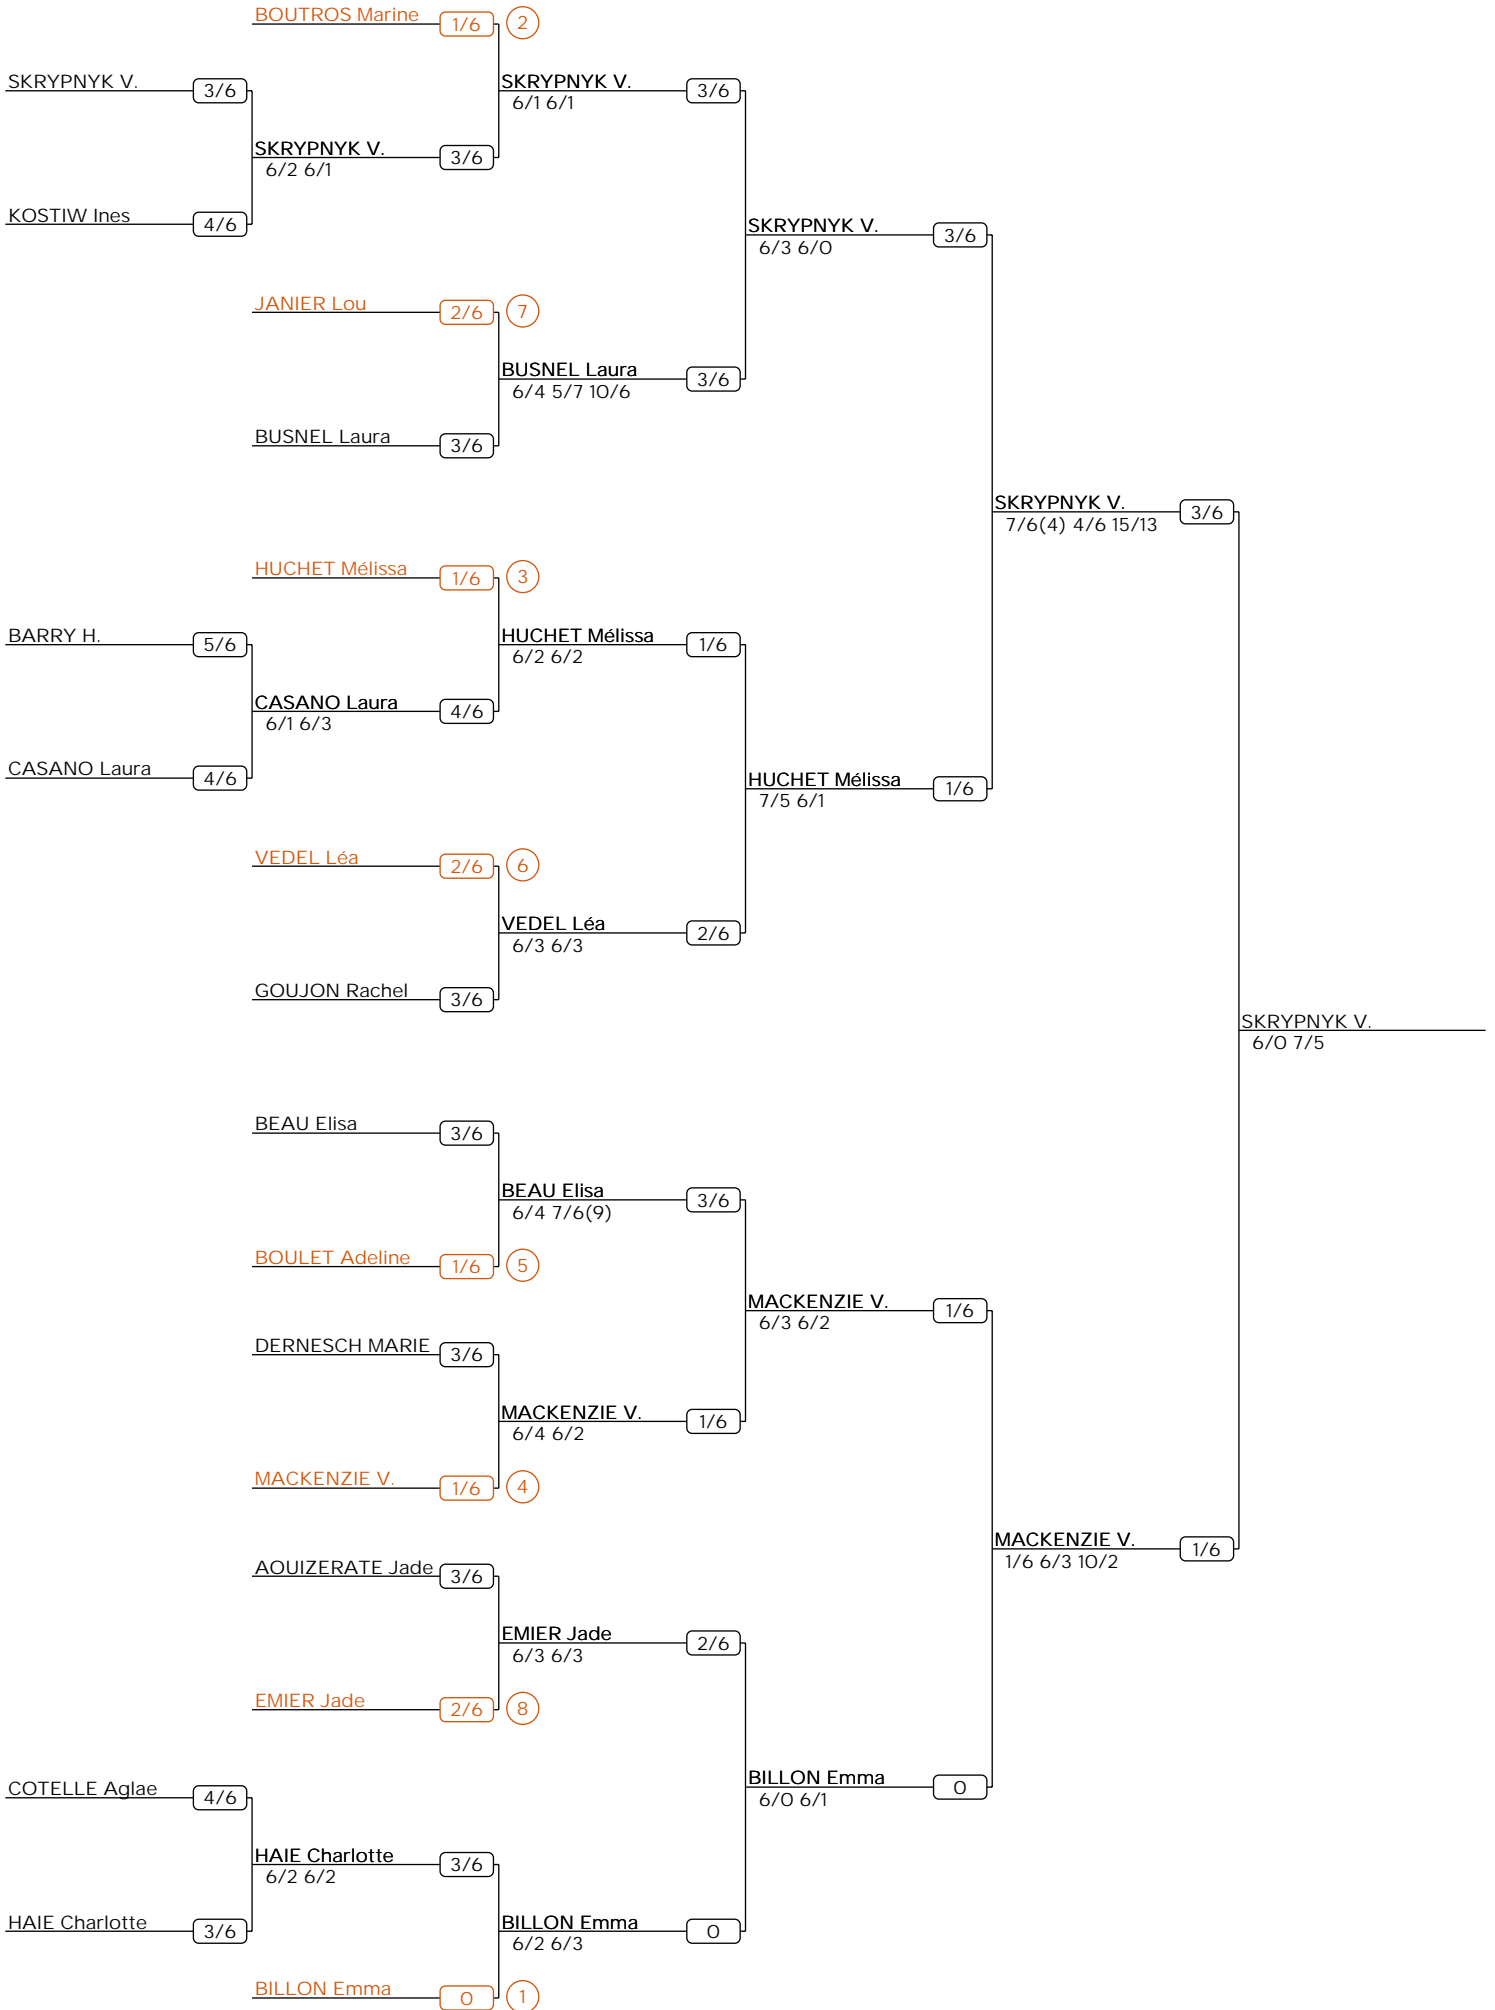 BOUTROS Marine 1/6 2
SKRYPNYK V. 3/6 SKRYPNYK V. 3/6
6/1 6/1
SKRYPNYK V. 3/6
6/2 6/1
KOSTIW Ines 4/6 SKRYPNYK V. 3/6
6/3 6/0
JANIER Lou 2/6 7
BUSNEL Laura 3/6
6/4 5/7 10/6
BUSNEL Laura 3/6
SKRYPNYK V. 3/6
7/6(4) 4/6 15/13
HUCHET Mélissa 1/6 3
BARRY H. 5/6 HUCHET Mélissa 1/6
6/2 6/2
CASANO Laura 4/6
6/1 6/3
CASANO Laura 4/6 HUCHET Mélissa 1/6
7/5 6/1
VEDEL Léa 2/6 6
VEDEL Léa 2/6
6/3 6/3
GOUJON Rachel 3/6
SKRYPNYK V.
6/0 7/5
BEAU Elisa 3/6
BEAU Elisa 3/6
6/4 7/6(9)
BOULET Adeline 1/6 5
MACKENZIE V. 1/6
6/3 6/2
DERNESCH MARIE 3/6
MACKENZIE V. 1/6
6/4 6/2
MACKENZIE V. 1/6 4
MACKENZIE V. 1/6
1/6 6/3 10/2
AOUIZERATE Jade 3/6
EMIER Jade 2/6
6/3 6/3
EMIER Jade 2/6 8
BILLON Emma 0
6/0 6/1
COTELLE Aglae 4/6
HAIE Charlotte 3/6
6/2 6/2
HAIE Charlotte 3/6 BILLON Emma 0
6/2 6/3
BILLON Emma 0 1